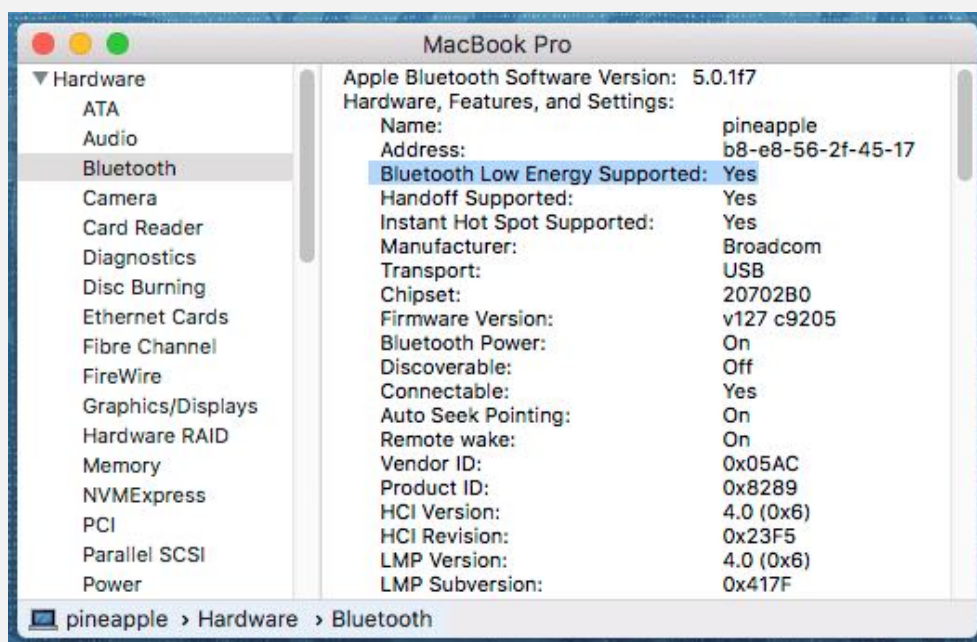 MacBook Pro
Hardware
ATA
Audio
Bluetooth
Camera
Card Reader
Diagnostics
Disc Burning
Ethernet Cards
Fibre Channel
FireWire
Graphics/Displays
Hardware RAID
Memory
NVMExpress
PCI
Parallel SCSI
Power
Apple Bluetooth Software Version: 5.0.1f7
Hardware, Features, and Settings:
Name: pineapple
Address: b8-e8-56-2f-45-17
Bluetooth Low Energy Supported: Yes
Handoff Supported: Yes
Instant Hot Spot Supported: Yes
Manufacturer: Broadcom
Transport: USB
Chipset: 20702B0
Firmware Version: v127 c9205
Bluetooth Power: On
Discoverable: Off
Connectable: Yes
Auto Seek Pointing: On
Remote wake: On
Vendor ID: 0x05AC
Product ID: 0x8289
HCI Version: 4.0 (0x6)
HCI Revision: 0x23F5
LMP Version: 4.0 (0x6)
LMP Subversion: 0x417F
pineapple › Hardware › Bluetooth